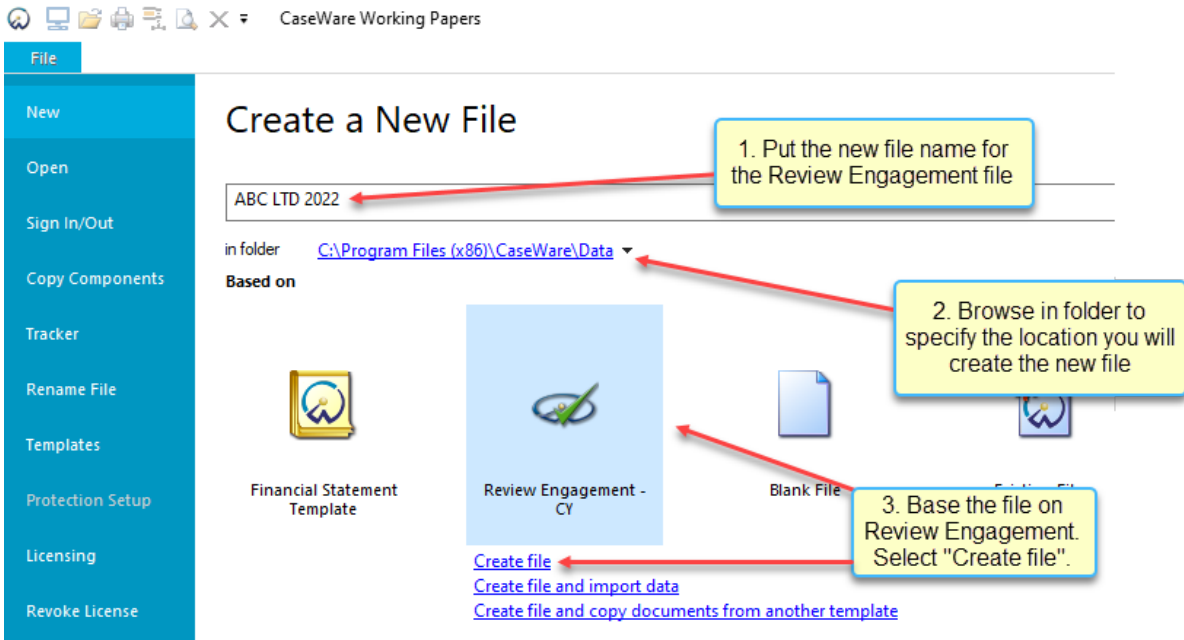 CaseWare Working Papers
File
New
Open
Sign In/Out
Copy Components
Tracker
Rename File
Templates
Protection Setup
Licensing
Revoke License
Create a New File
ABC LTD 2022
in folder C:\Program Files (x86)\CaseWare\Data
Based on
Financial Statement
Template
Review Engagement -
CY
Blank File
Create file
Create file and import data
Create file and copy documents from another template
1. Put the new file name for
the Review Engagement file
2. Browse in folder to
specify the location you will
create the new file
3. Base the file on
Review Engagement.
Select "Create file".